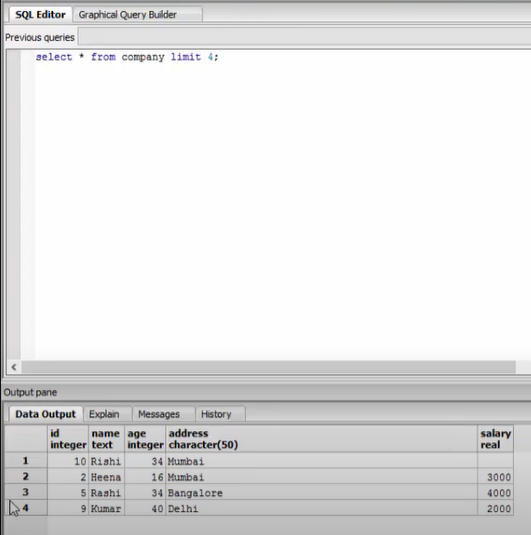 SQL Editor Graphical Query Builder
Previous queries
select * from company limit 4;
Output pane
Data Output Explain Messages History
id name age address salary
integer text integer character(50) real
1 10 Rishi 34 Mumbai
2 2 Heena 16 Mumbai 3000
3 5 Rashi 34 Bangalore 4000
4 9 Kumar 40 Delhi 2000